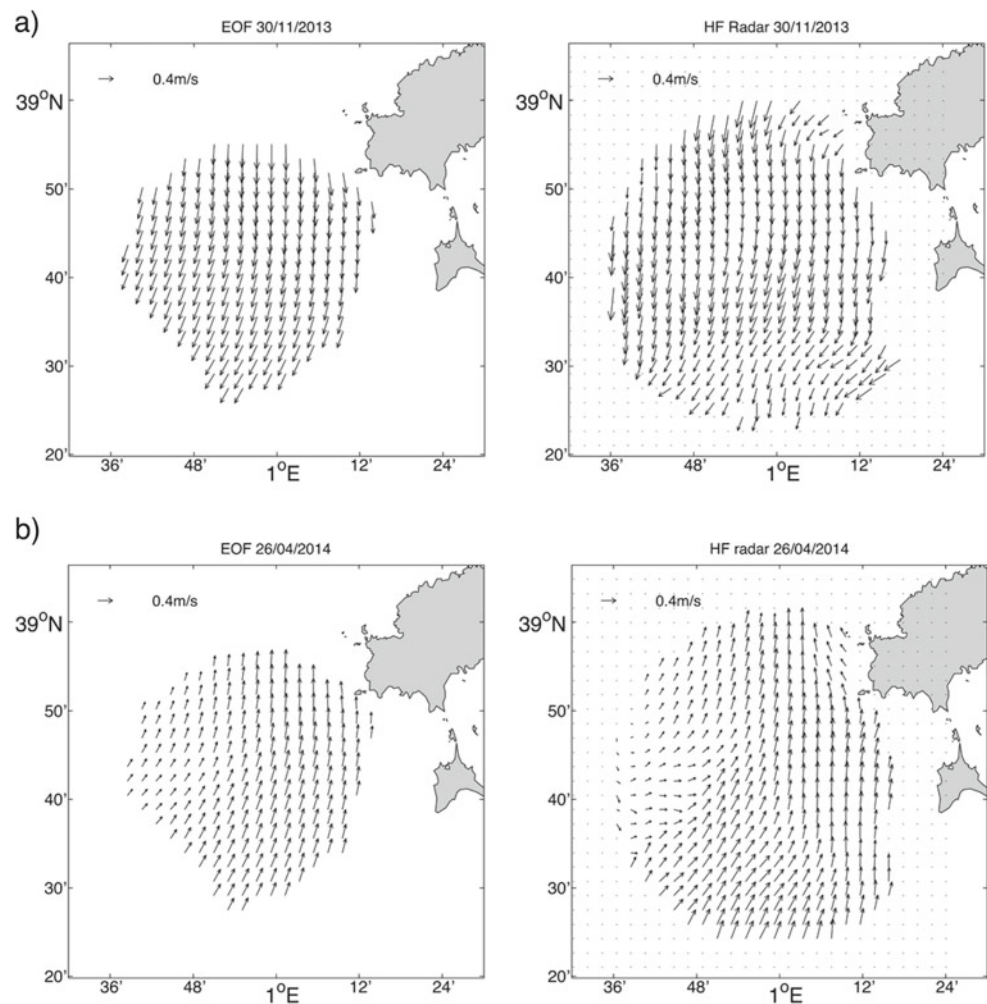 a)
EOF 30/11/2013
HF Radar 30/11/2013
0.4m/s
0.4m/s
39°N
39°N
50'
50'
40'
40'
30'
30'
20'
20'
36' 48' 1°E 12' 24'
36' 48' 1°E 12' 24'
b)
EOF 26/04/2014
HF radar 26/04/2014
0.4m/s
0.4m/s
39°N
39°N
50'
50'
40'
40'
30'
30'
20'
20'
36' 48' 1°E 12' 24'
36' 48' 1°E 12' 24'